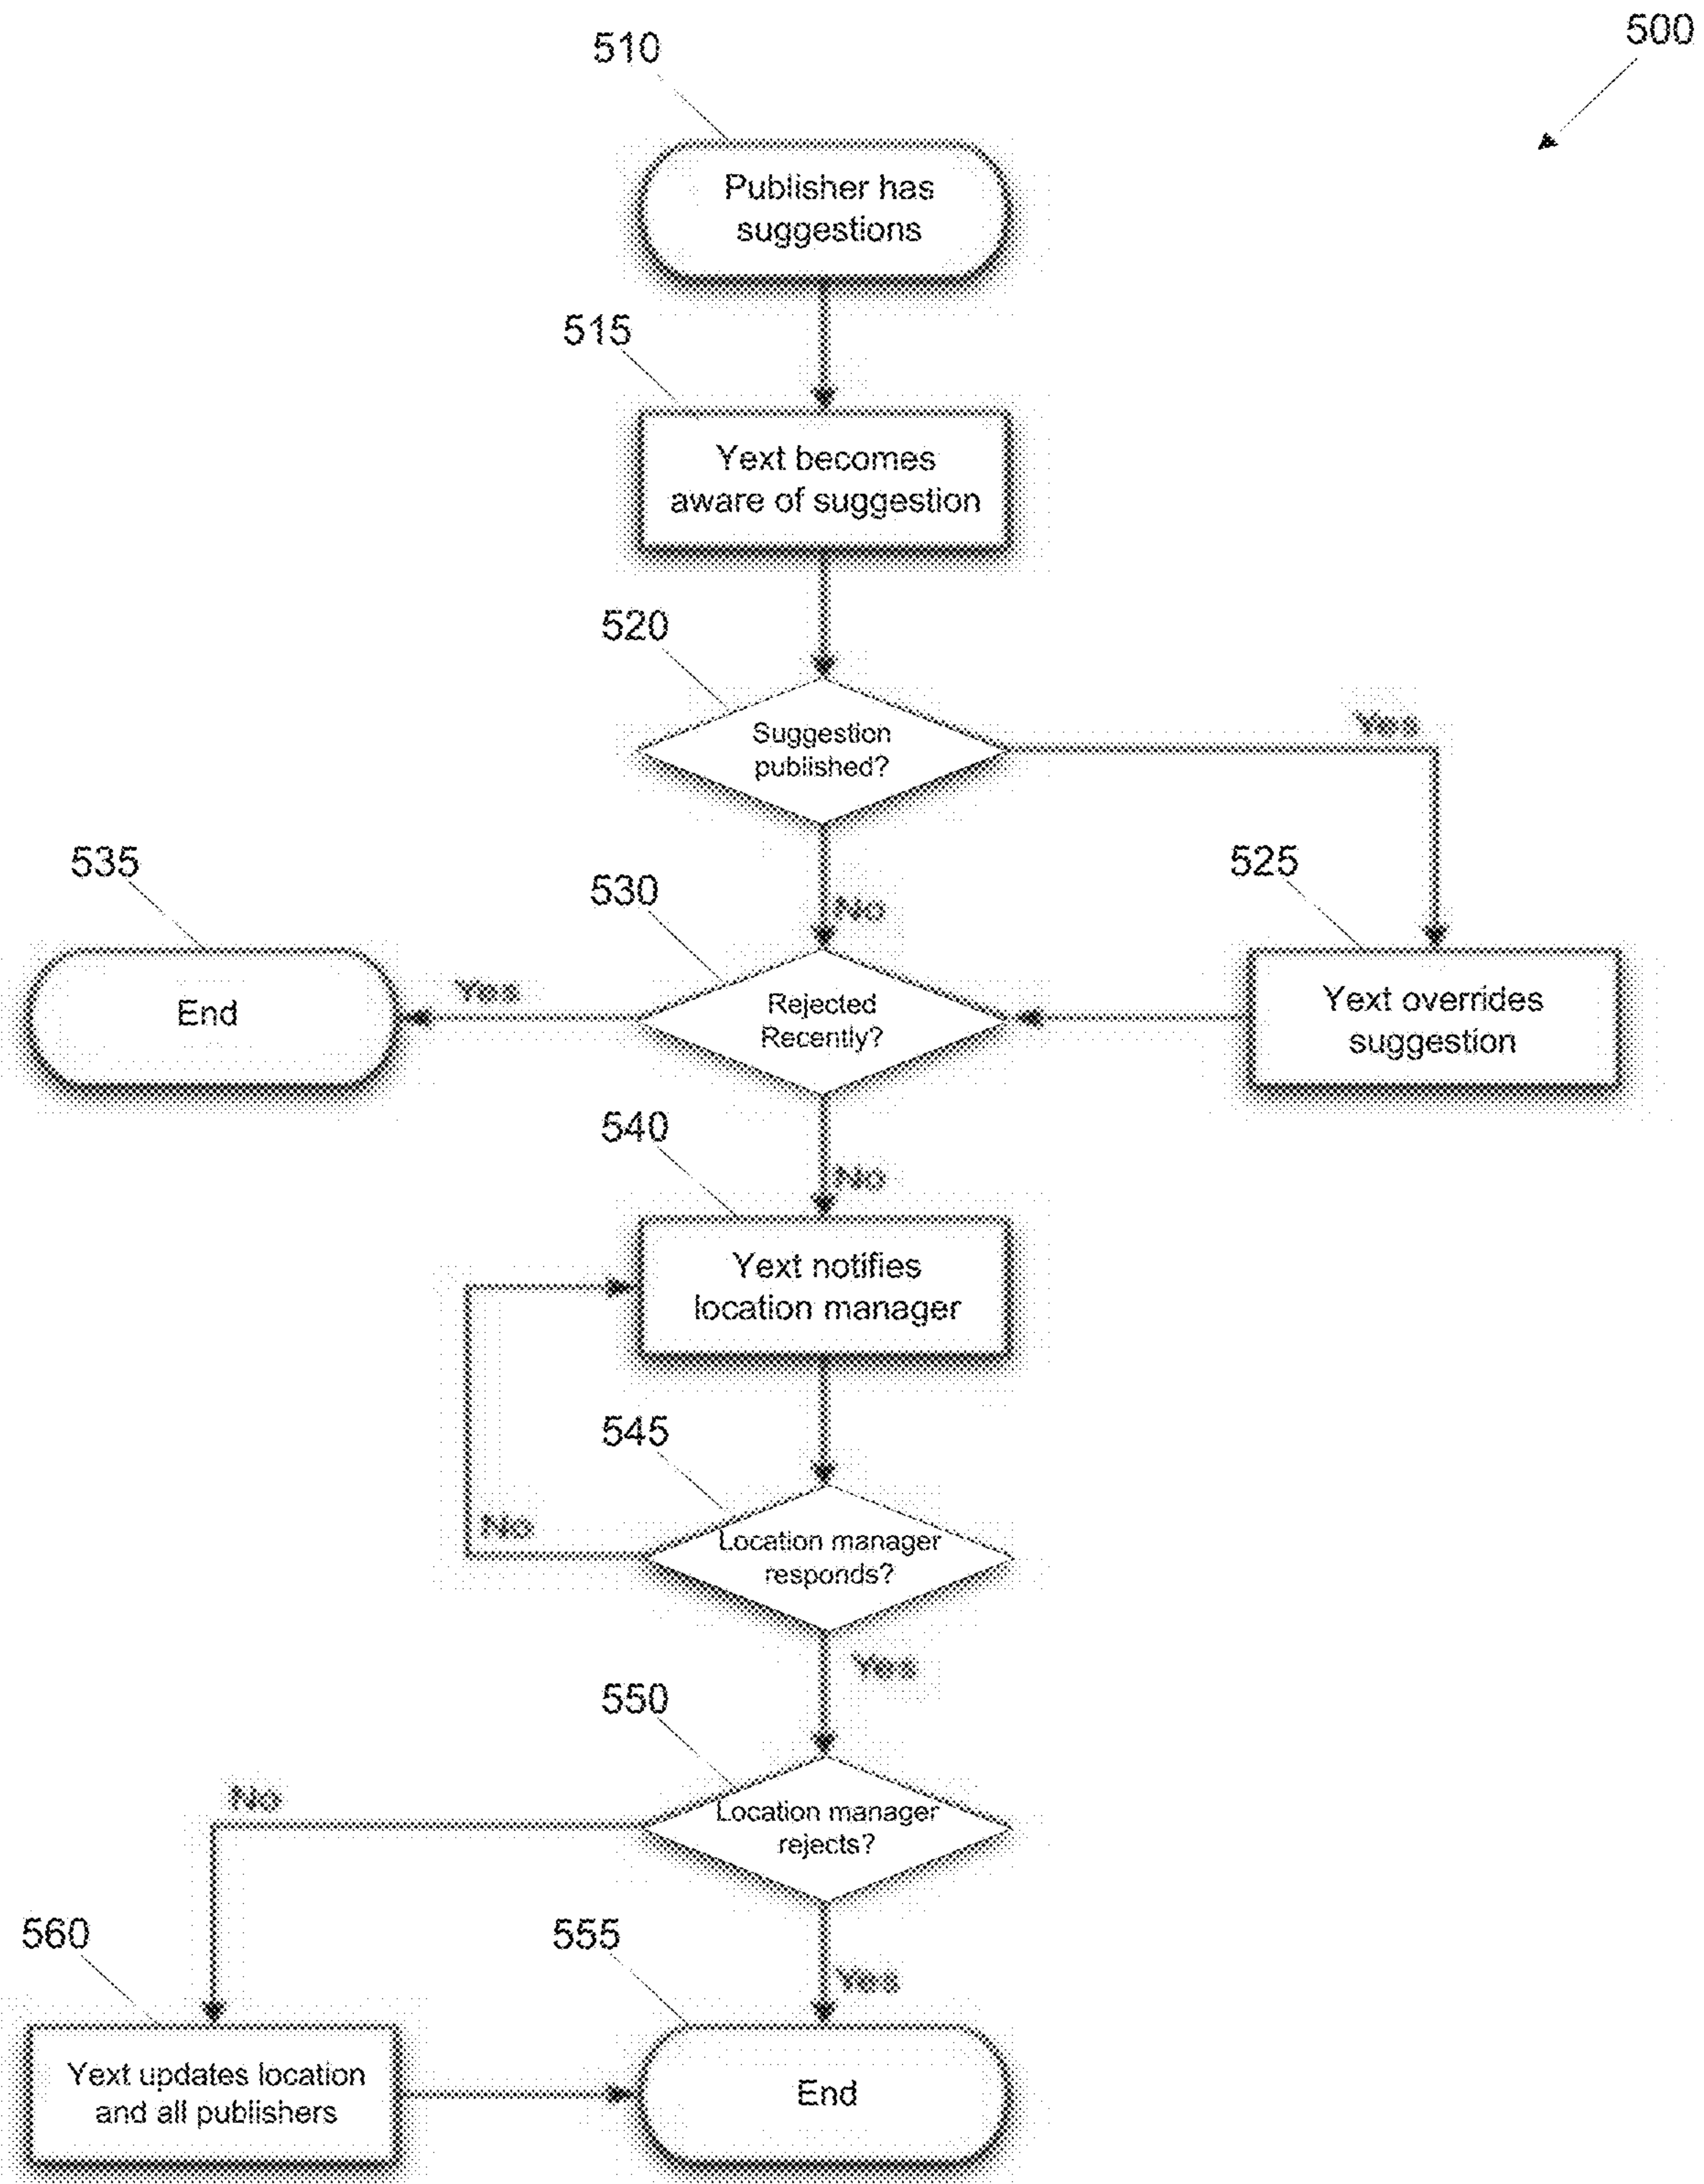 500
510
Publisher has
suggestions
515
Yext becomes
aware of suggestion
520
Suggestion
published?
Yes
No
525
Yext overrides
suggestion
530
Rejected
Recently?
Yes
535
End
No
540
Yext notifies
location manager
545
Location manager
responds?
No
Yes
550
Location manager
rejects?
No
Yes
560
Yext updates location
and all publishers
555
End